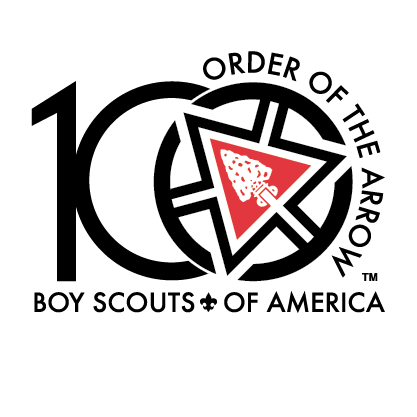 ORDER OF THE ARROW
100
TM
BOY SCOUTS OF AMERICA